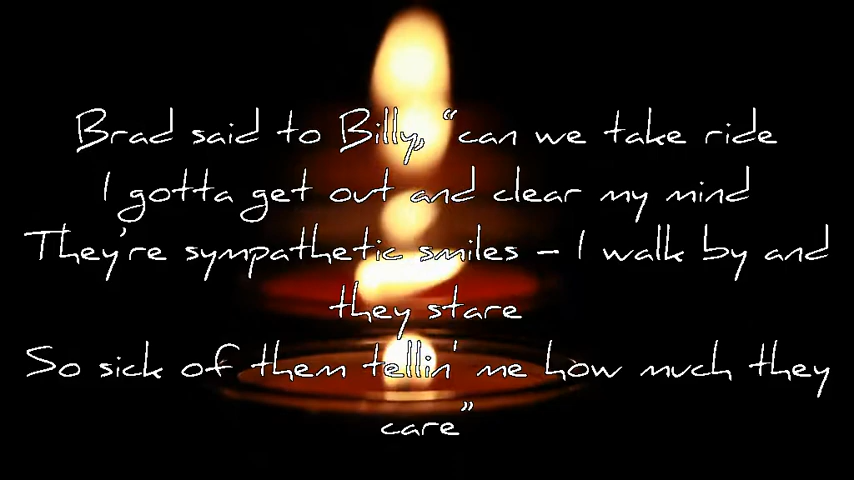 Brad said to Billy, “can we take ride
I gotta get out and clear my mind
They're sympathetic smiles – I walk by and
they stare
So sick of them tellin' me how much they
care”